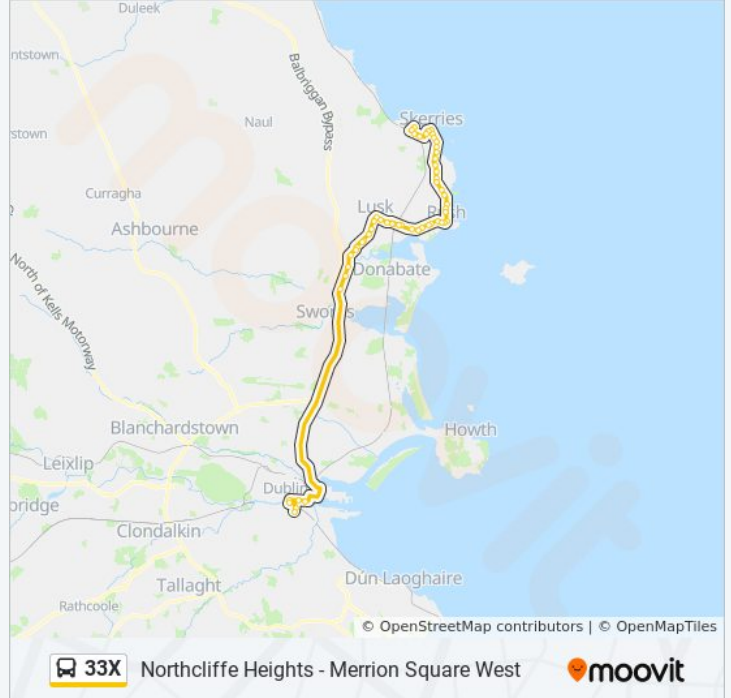 Duleek
ntstown
Balbriggan Bypass
Skerries
Naul
rstown
Curragha
Lusk
Rush
Ashbourne
North of Kells Motorway
Donabate
Swords
Blanchardstown
Howth
Leixlip
Dublin
bridge
Clondalkin
Tallaght
Dún Laoghaire
Rathcoole
© OpenStreetMap contributors | © OpenMapTiles
33X Northcliffe Heights - Merrion Square West moovit
moovit